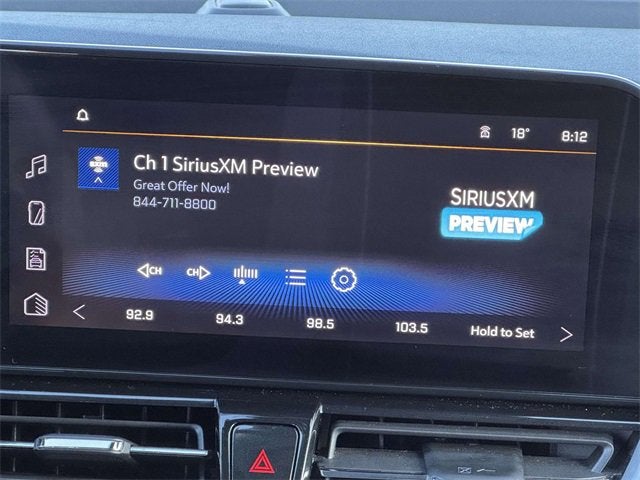 18° 8:12
SXM
Ch 1 SiriusXM Preview
Great Offer Now!
844-711-8800
SIRIUSXM
PREVIEW
CH CH
92.9 94.3 98.5 103.5 Hold to Set